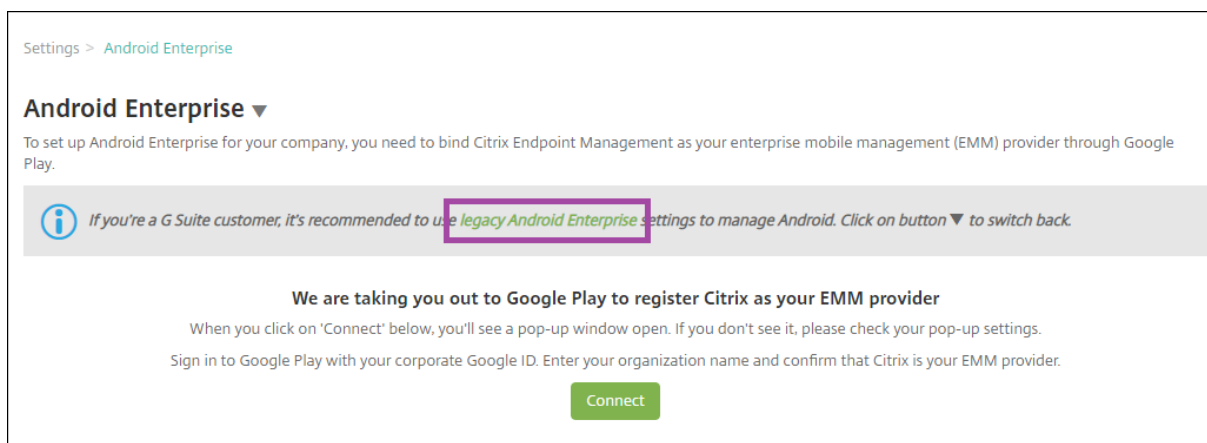 Settings > Android Enterprise
Android Enterprise ▼
To set up Android Enterprise for your company, you need to bind Citrix Endpoint Management as your enterprise mobile management (EMM) provider through Google
Play.
If you're a G Suite customer, it's recommended to use legacy Android Enterprise settings to manage Android. Click on button ▼ to switch back.
We are taking you out to Google Play to register Citrix as your EMM provider
When you click on 'Connect' below, you'll see a pop-up window open. If you don't see it, please check your pop-up settings.
Sign in to Google Play with your corporate Google ID. Enter your organization name and confirm that Citrix is your EMM provider.
Connect